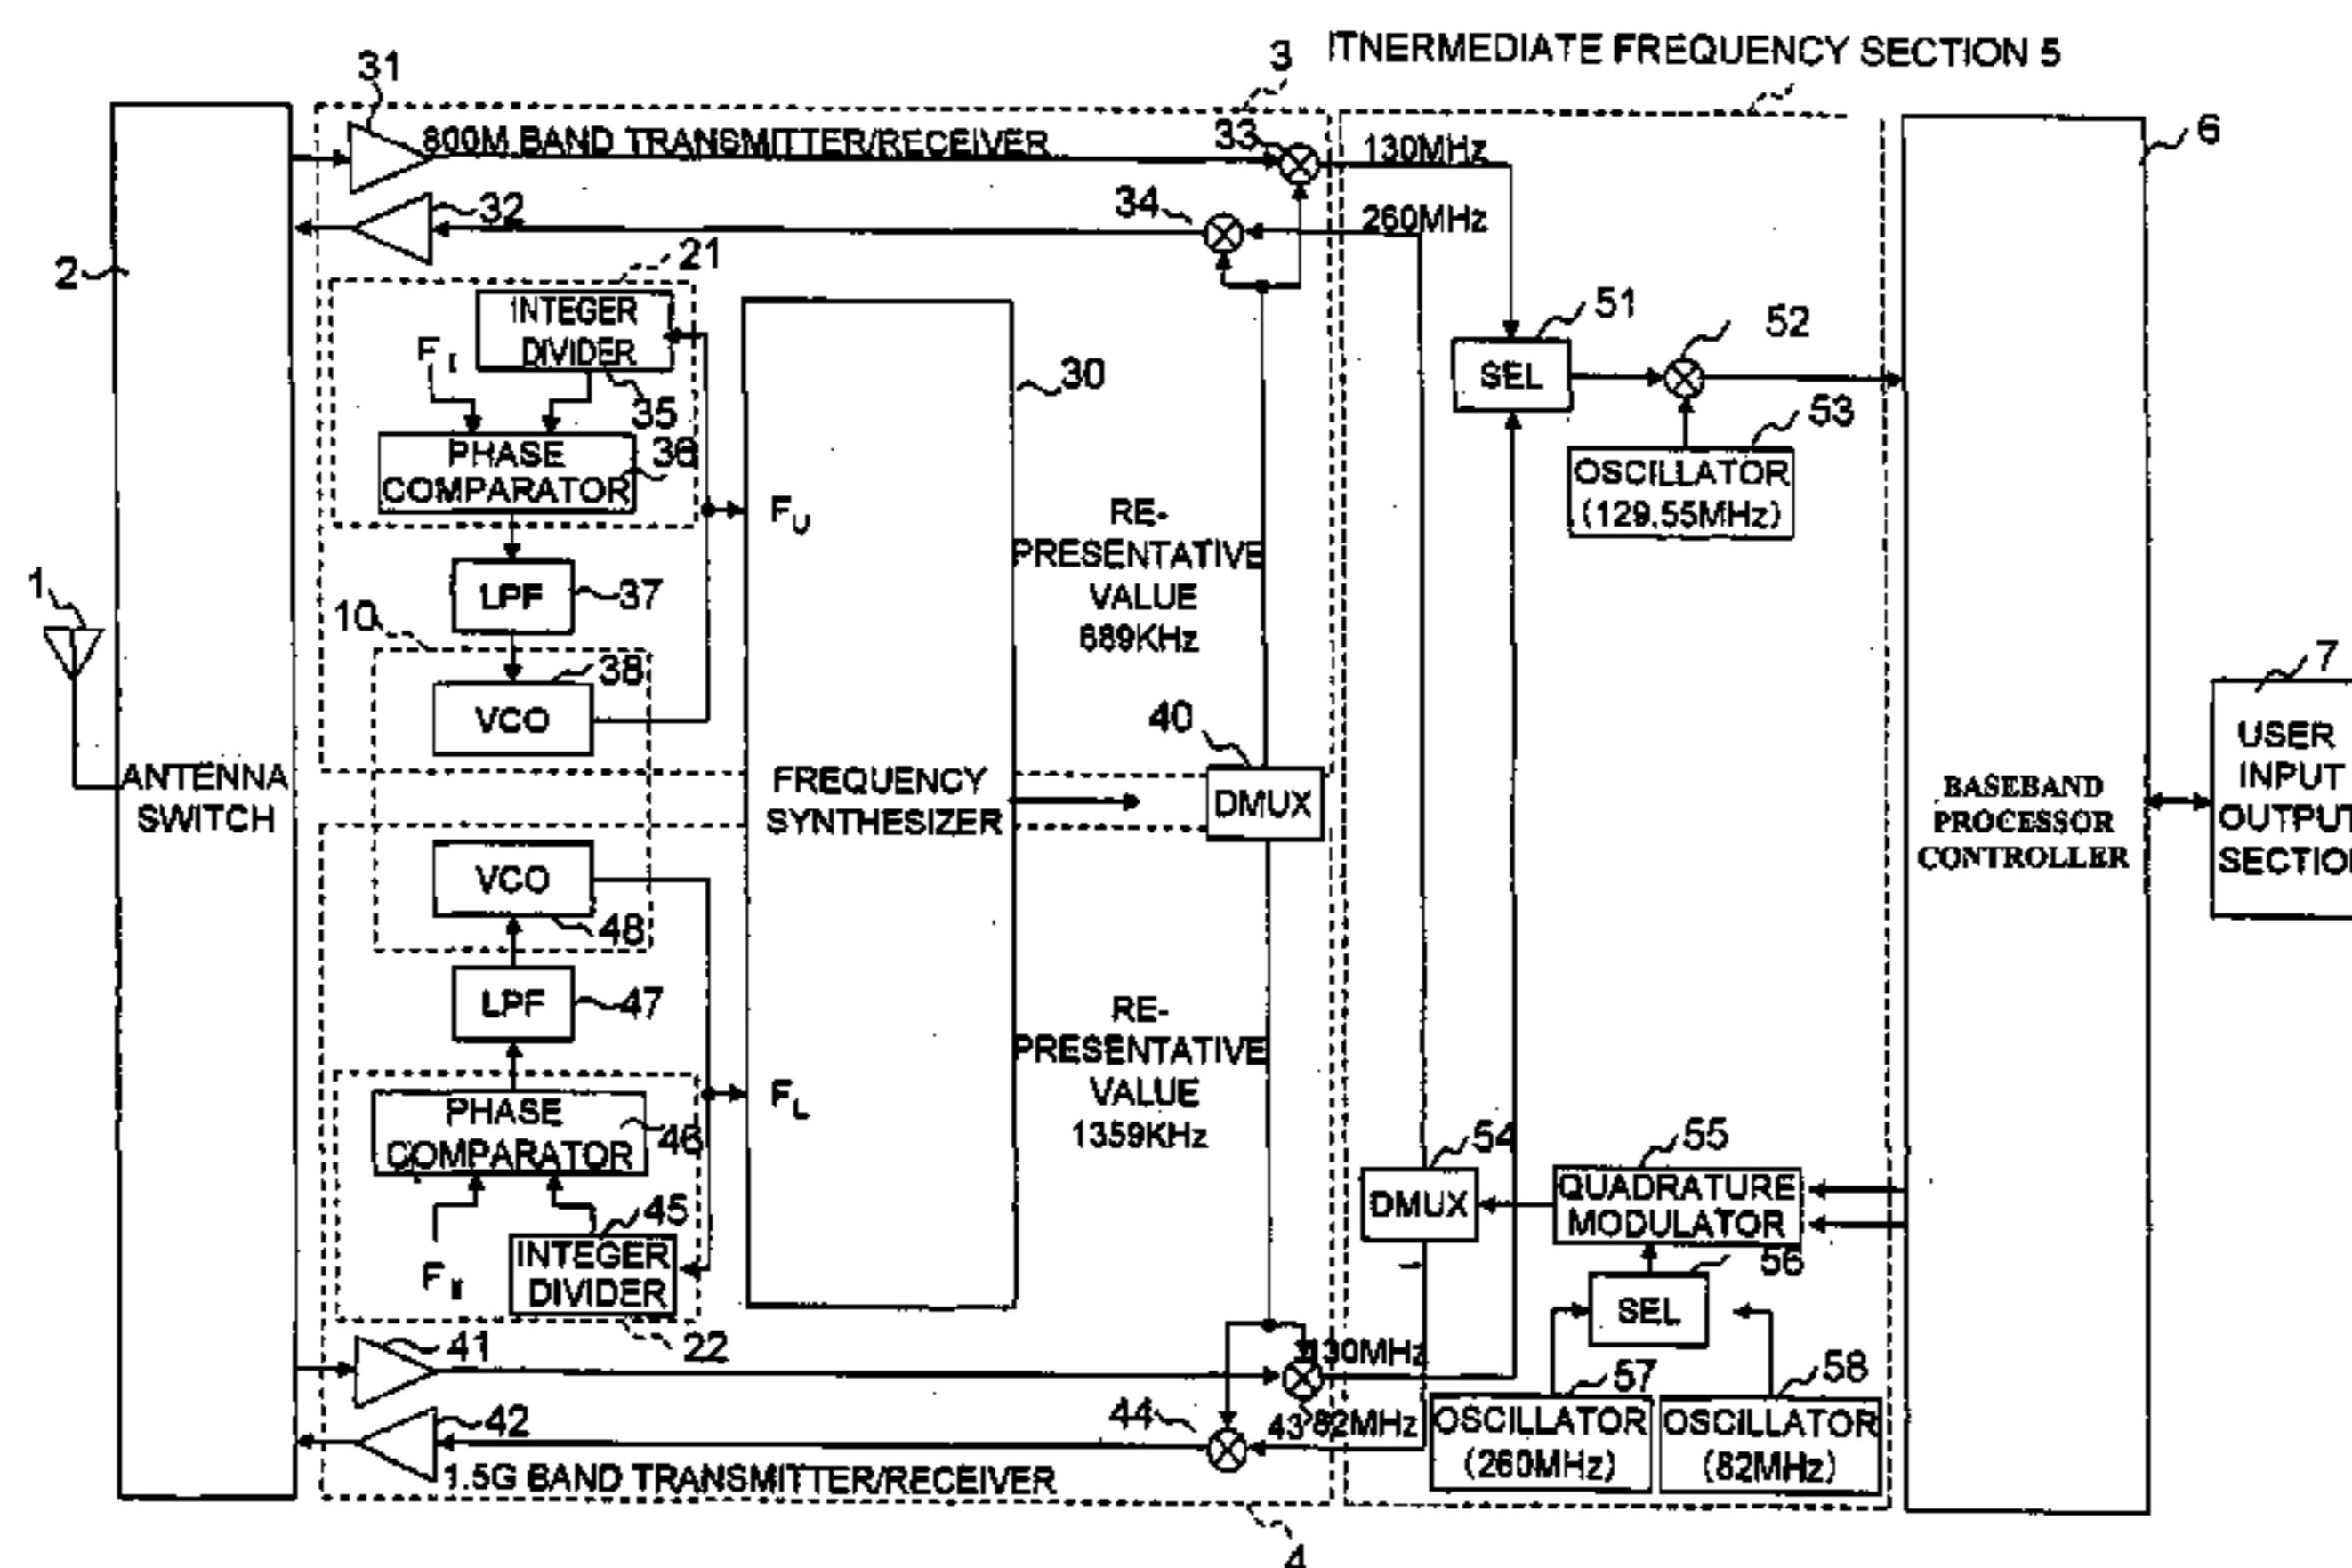 ITNERMEDIATE FREQUENCY SECTION 5
3
31
800M BAND TRANSMITTER/RECEIVER
33
130MHz
6
32
34
260MHz
2
21
INTEGER
DIVIDER
35
F
PHASE
COMPARATOR
36
30
51
SEL
52
53
OSCILLATOR
(129.55MHz)
FU
RE-
PRESENTATIVE
VALUE
689KHz
LPF
37
1
10
38
VCO
40
7
USER
INPUT
OUTPUT
SECTION
ANTENNA
SWITCH
FREQUENCY
SYNTHESIZER
DMUX
BASEBAND
PROCESSOR
CONTROLLER
VCO
48
LPF
47
RE-
PRESENTATIVE
VALUE
1359KHz
FL
PHASE
COMPARATOR
46
54
DMUX
55
QUADRATURE
MODULATOR
45
INTEGER
DIVIDER
F
56
SEL
22
41
130MHz
43
82MHz
57
58
OSCILLATOR
(260MHz)
OSCILLATOR
(82MHz)
42
44
1.5G BAND TRANSMITTER/RECEIVER
4